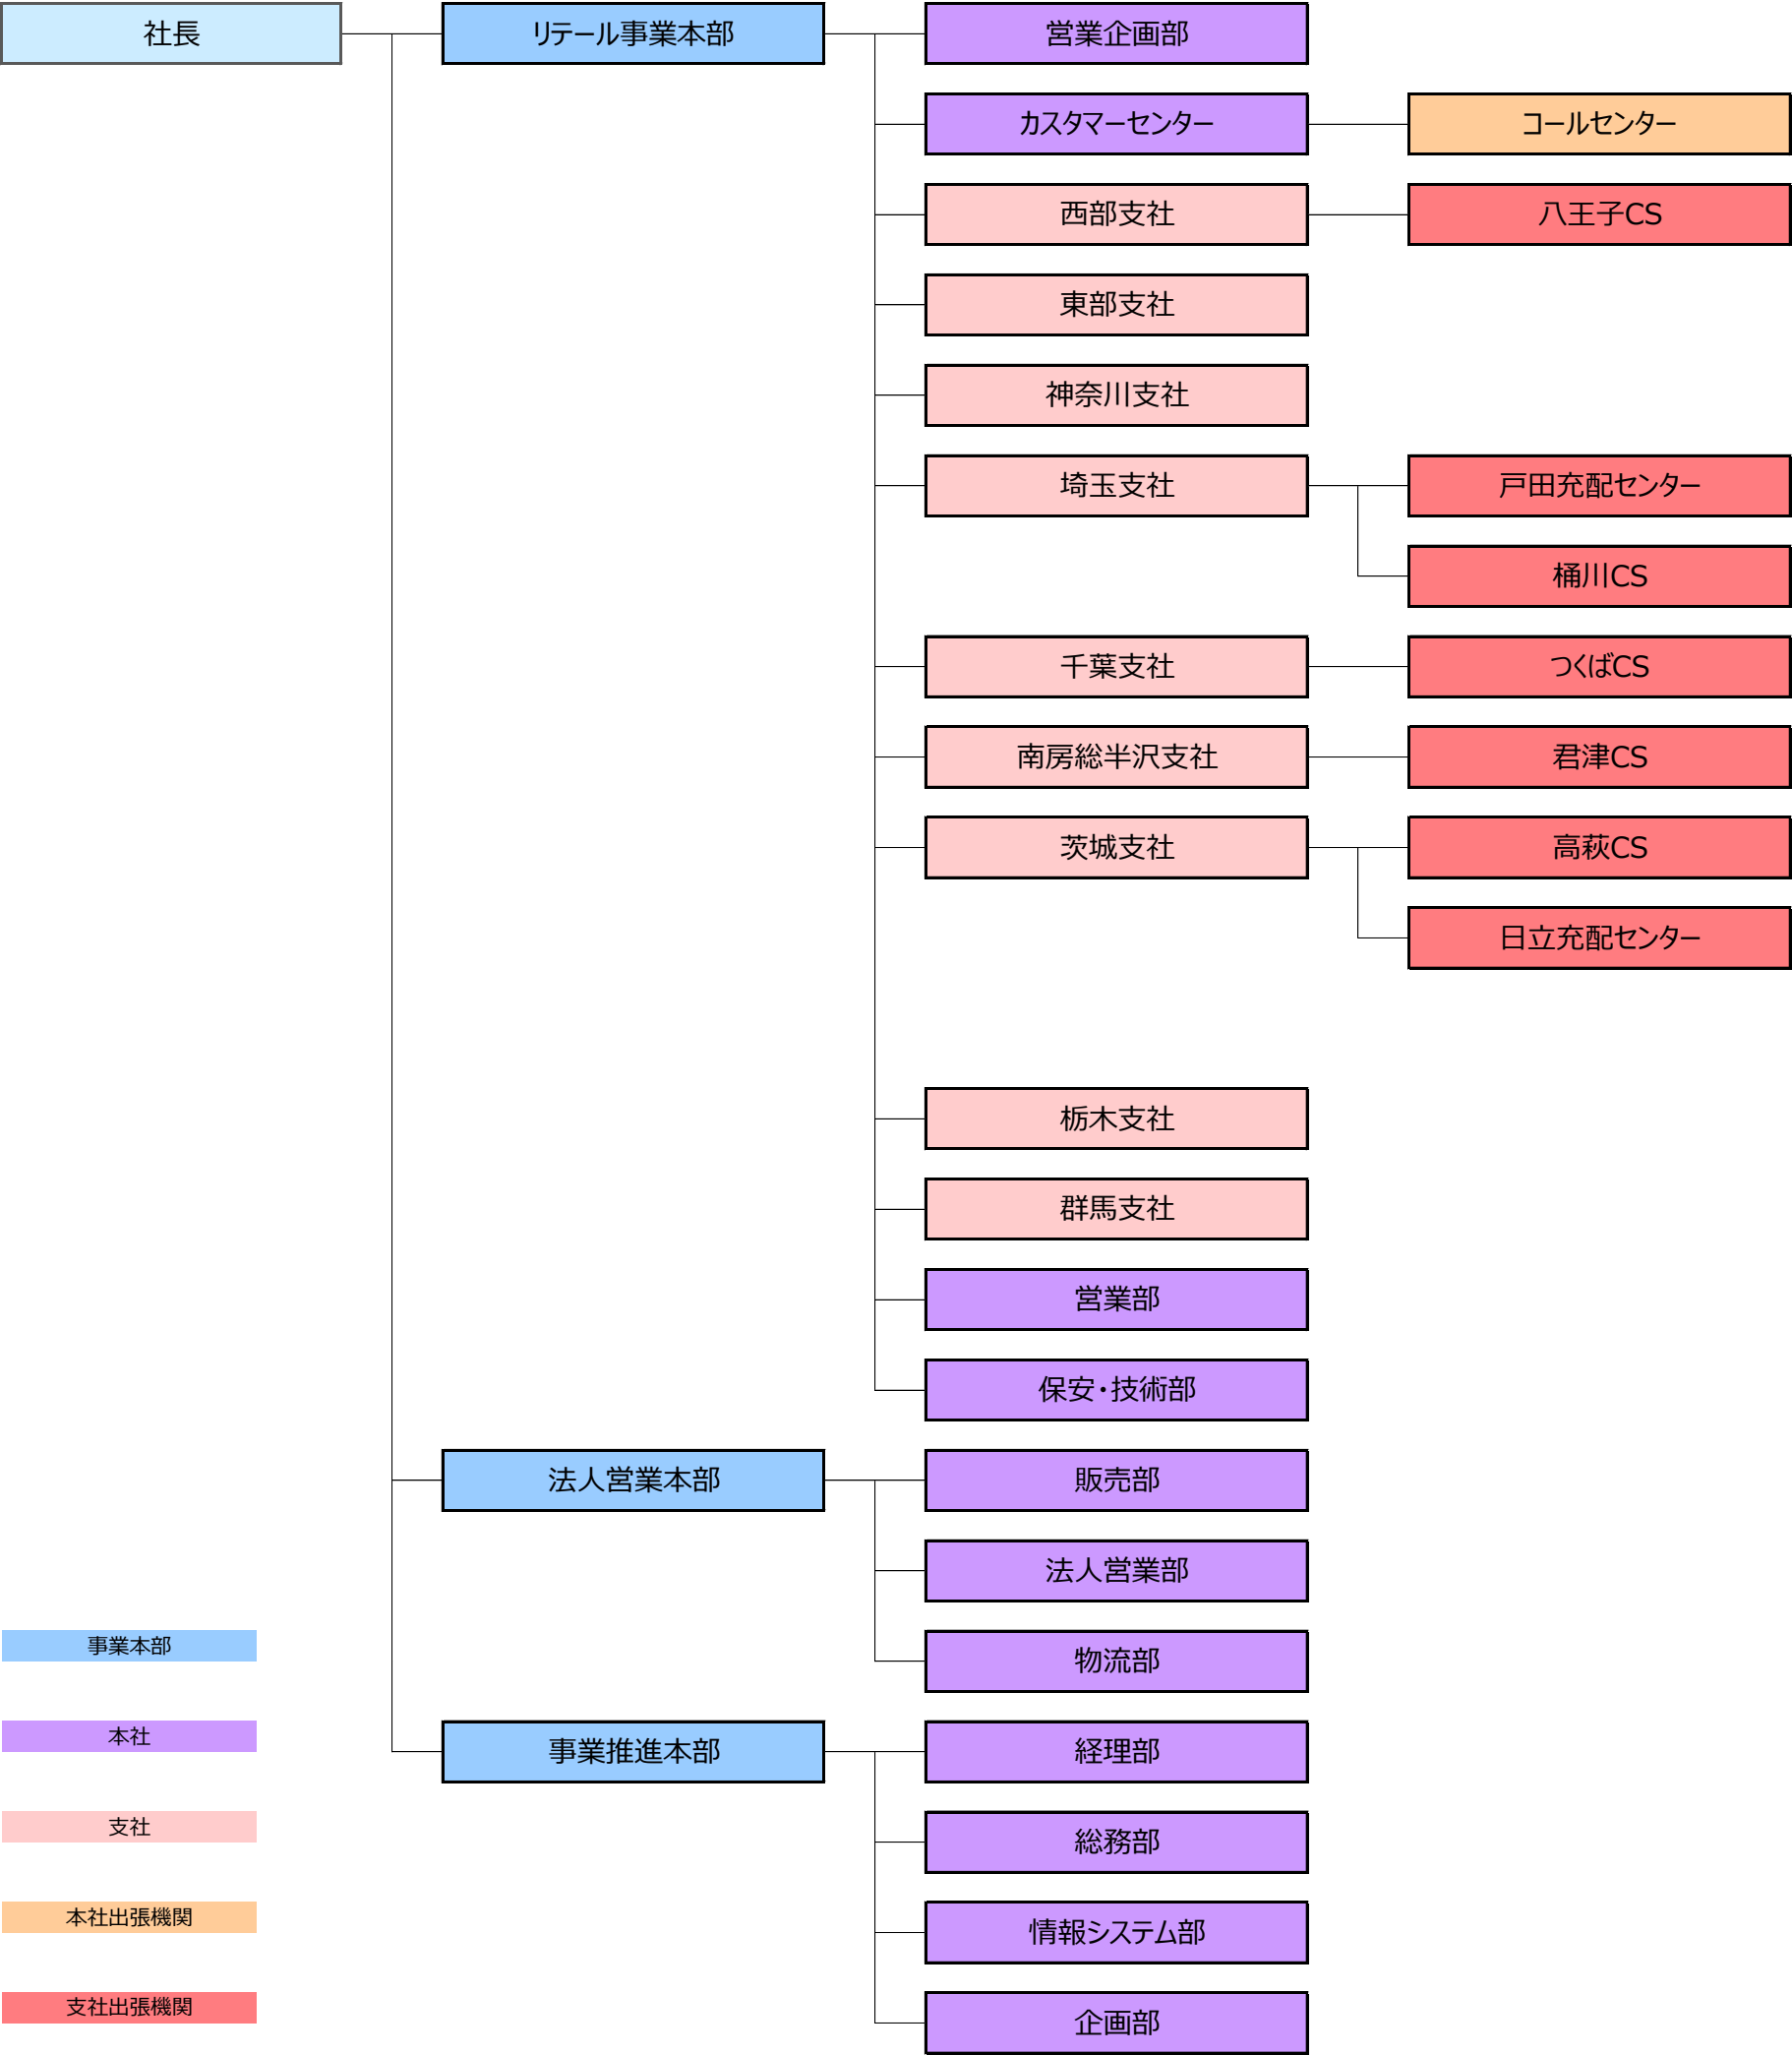 社長
リテール事業本部
営業企画部
カスタマーセンター
コールセンター
西部支社
八王子CS
東部支社
神奈川支社
埼玉支社
戸田充配センター
桶川CS
千葉支社
つくばCS
南房総半沢支社
君津CS
茨城支社
高萩CS
日立充配センター
栃木支社
群馬支社
営業部
保安・技術部
法人営業本部
販売部
法人営業部
物流部
事業推進本部
経理部
総務部
情報システム部
企画部
事業本部
本社
支社
本社出張機関
支社出張機関